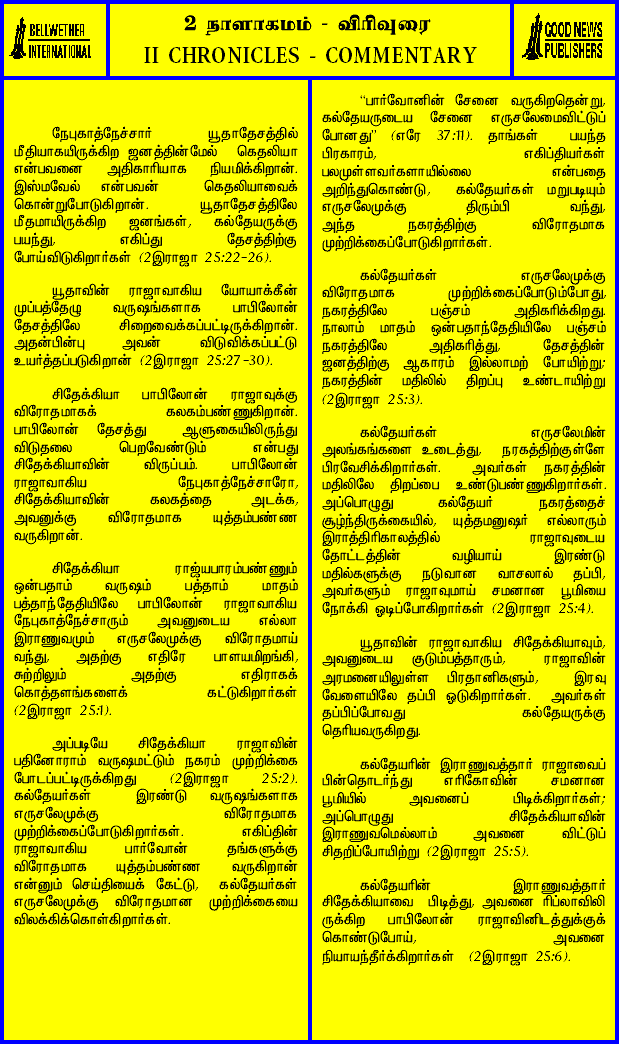 BELLWETHER
INTERNATIONAL
2 நாளாகமம் - விரிவுரை
II CHRONICLES - COMMENTARY
GOOD NEWS
PUBLISHERS
நேபுகாத்நேச்சார் யூதாதேசத்தில்
மீதியாகயிருக்கிற ஜனத்தின்மேல் கெதலியா
என்பவனை அதிகாரியாக நியமிக்கிறான்.
இஸ்மவேல் என்பவன் கெதலியாவைக்
கொன்றுபோடுகிறான். யூதாதேசத்திலே
மீதமாயிருக்கிற ஜனங்கள், கல்தேயருக்கு
பயந்து, எகிப்து தேசத்திற்கு
போய்விடுகிறார்கள் (2இராஜா 25:22-26).
யூதாவின் ராஜாவாகிய யோயாக்கீன்
முப்பத்தேழு வருஷங்களாக பாபிலோன்
தேசத்திலே சிறைவைக்கப்பட்டிருக்கிறான்.
அதன்பின்பு அவன் விடுவிக்கப்பட்டு
உயர்த்தப்படுகிறான் (2இராஜா 25:27-30).
சிதேக்கியா பாபிலோன் ராஜாவுக்கு
விரோதமாகக் கலகம்பண்ணுகிறான்.
பாபிலோன் தேசத்து ஆளுகையிலிருந்து
விடுதலை பெறவேண்டும் என்பது
சிதேக்கியாவின் விருப்பம். பாபிலோன்
ராஜாவாகிய நேபுகாத்நேச்சாரோ,
சிதேக்கியாவின் கலகத்தை அடக்க,
அவனுக்கு விரோதமாக யுத்தம்பண்ண
வருகிறான்.
சிதேக்கியா ராஜ்யபாரம்பண்ணும்
ஒன்பதாம் வருஷம் பத்தாம் மாதம்
பத்தாந்தேதியிலே பாபிலோன் ராஜாவாகிய
நேபுகாத்நேச்சாரும் அவனுடைய எல்லா
இராணுவமும் எருசலேமுக்கு விரோதமாய்
வந்து, அதற்கு எதிரே பாளயமிறங்கி,
சுற்றிலும் அதற்கு எதிராகக்
கொத்தளங்களைக் கட்டுகிறார்கள்
(2இராஜா 25:1).
அப்படியே சிதேக்கியா ராஜாவின்
பதினோராம் வருஷமட்டும் நகரம் முற்றிக்கை
போடப்பட்டிருக்கிறது (2இராஜா 25:2).
கல்தேயர்கள் இரண்டு வருஷங்களாக
எருசலேமுக்கு விரோதமாக
முற்றிக்கைப்போடுகிறார்கள். எகிப்தின்
ராஜாவாகிய பார்வோன் தங்களுக்கு
விரோதமாக யுத்தம்பண்ண வருகிறான்
என்னும் செய்தியைக் கேட்டு, கல்தேயர்கள்
எருசலேமுக்கு விரோதமான முற்றிக்கையை
விலக்கிக்கொள்கிறார்கள்.
“பார்வோனின் சேனை வருகிறதென்று,
கல்தேயருடைய சேனை எருசலேமைவிட்டுப்
போனது” (எரே 37:11). தாங்கள் பயந்த
பிரகாரம், எகிப்தியர்கள்
பலமுள்ளவர்களாயில்லை என்பதை
அறிந்துகொண்டு, கல்தேயர்கள் மறுபடியும்
எருசலேமுக்கு திரும்பி வந்து,
அந்த நகரத்திற்கு விரோதமாக
முற்றிக்கைப்போடுகிறார்கள்.
கல்தேயர்கள் எருசலேமுக்கு
விரோதமாக முற்றிக்கைப்போடும்போது,
நகரத்திலே பஞ்சம் அதிகரிக்கிறது.
நாலாம் மாதம் ஒன்பதாந்தேதியிலே பஞ்சம்
நகரத்திலே அதிகரித்து, தேசத்தின்
ஜனத்திற்கு ஆகாரம் இல்லாமற் போயிற்று;
நகரத்தின் மதிலில் திறப்பு உண்டாயிற்று
(2இராஜா 25:3).
கல்தேயர்கள் எருசலேமின்
அலங்கங்களை உடைத்து, நரகத்திற்குள்ளே
பிரவேசிக்கிறார்கள். அவர்கள் நகரத்தின்
மதிலிலே திறப்பை உண்டுபண்ணுகிறார்கள்.
அப்பொழுது கல்தேயர் நகரத்தைச்
சூழ்ந்திருக்கையில், யுத்தமனுஷர் எல்லாரும்
இராத்திரிகாலத்தில் ராஜாவுடைய
தோட்டத்தின் வழியாய் இரண்டு
மதில்களுக்கு நடுவான வாசலால் தப்பி,
அவர்களும் ராஜாவுமாய் சமனான பூமியை
நோக்கி ஓடிப்போகிறார்கள் (2இராஜா 25:4).
யூதாவின் ராஜாவாகிய சிதேக்கியாவும்,
அவனுடைய குடும்பத்தாரும், ராஜாவின்
அரமனையிலுள்ள பிரதானிகளும், இரவு
வேளையிலே தப்பி ஓடுகிறார்கள். அவர்கள்
தப்பிப்போவது கல்தேயருக்கு
தெரியவருகிறது.
கல்தேயரின் இராணுவத்தார் ராஜாவைப்
பின்தொடர்ந்து எரிகோவின் சமனான
பூமியில் அவனைப் பிடிக்கிறார்கள்;
அப்பொழுது சிதேக்கியாவின்
இராணுவமெல்லாம் அவனை விட்டுப்
சிதறிப்போயிற்று (2இராஜா 25:5).
கல்தேயரின் இராணுவத்தார்
சிதேக்கியாவை பிடித்து, அவனை ரிப்லாவிலி
ருக்கிற பாபிலோன் ராஜாவினிடத்துக்குக்
கொண்டுபோய், அவனை
நியாயந்தீர்க்கிறார்கள் (2இராஜா 25:6).